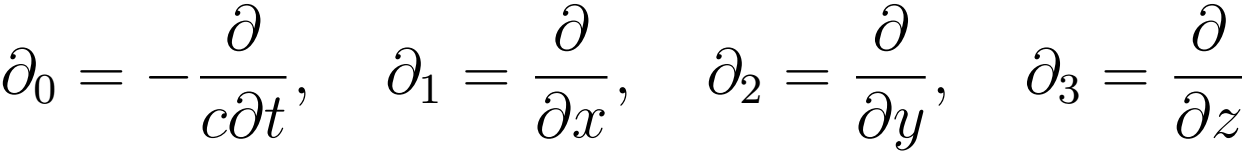 ∂₀ = −∂/c∂t, ∂₁ = ∂/∂x, ∂₂ = ∂/∂y, ∂₃ = ∂/∂z